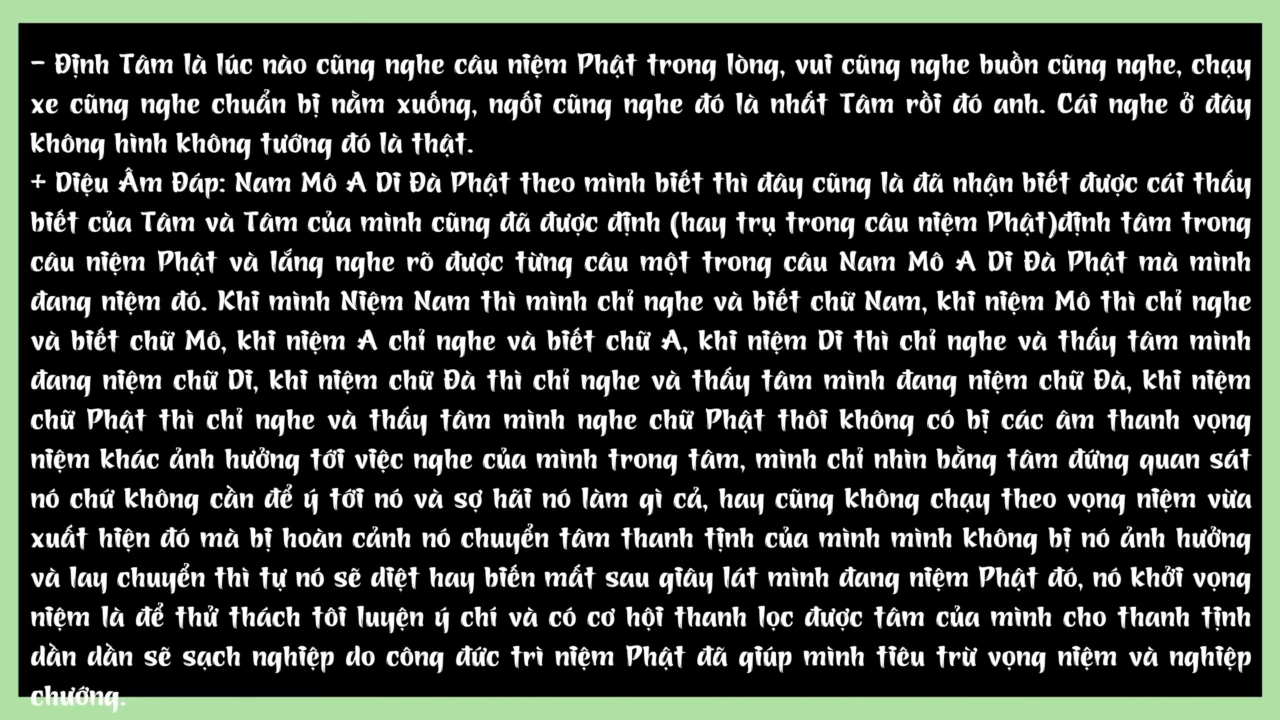 – Định Tâm là lúc nào cũng nghe câu niệm Phật trong lòng, vui cũng nghe buồn cũng nghe, chạy
xe cũng nghe chuẩn bị nằm xuống, ngối cũng nghe đó là nhất Tâm rồi đó anh. Cái nghe ở đây
không hình không tướng đó là thật.
+ Diệu Âm Đáp: Nam Mô A Di Đà Phật theo mình biết thì đây cũng là đã nhận biết được cái thấy
biết của Tâm và Tâm của mình cũng đã được định (hay trụ trong câu niệm Phật)định tâm trong
câu niệm Phật và lắng nghe rõ được từng câu một trong câu Nam Mô A Di Đà Phật mà mình
đang niệm đó. Khi mình Niệm Nam thì mình chỉ nghe và biết chữ Nam, khi niệm Mô thì chỉ nghe
và biết chữ Mô, khi niệm A chỉ nghe và biết chữ A, khi niệm Di thì chỉ nghe và thấy tâm mình
đang niệm chữ Di, khi niệm chữ Đà thì chỉ nghe và thấy tâm mình đang niệm chữ Đà, khi niệm
chữ Phật thì chỉ nghe và thấy tâm mình nghe chữ Phật thôi không có bị các âm thanh vọng
niệm khác ảnh hưởng tới việc nghe của mình trong tâm, mình chỉ nhìn bằng tâm đứng quan sát
nó chứ không cần để ý tới nó và sợ hãi nó làm gì cả, hay cũng không chạy theo vọng niệm vừa
xuất hiện đó mà bị hoàn cảnh nó chuyển tâm thanh tịnh của mình mình không bị nó ảnh hưởng
và lay chuyển thì tự nó sẽ diệt hay biến mất sau giây lát mình đang niệm Phật đó, nó khởi vọng
niệm là để thử thách tôi luyện ý chí và có cơ hội thanh lọc được tâm của mình cho thanh tịnh
dần dần sẽ sạch nghiệp do công đức trì niệm Phật đã giúp mình tiêu trừ vọng niệm và nghiệp
chướng.